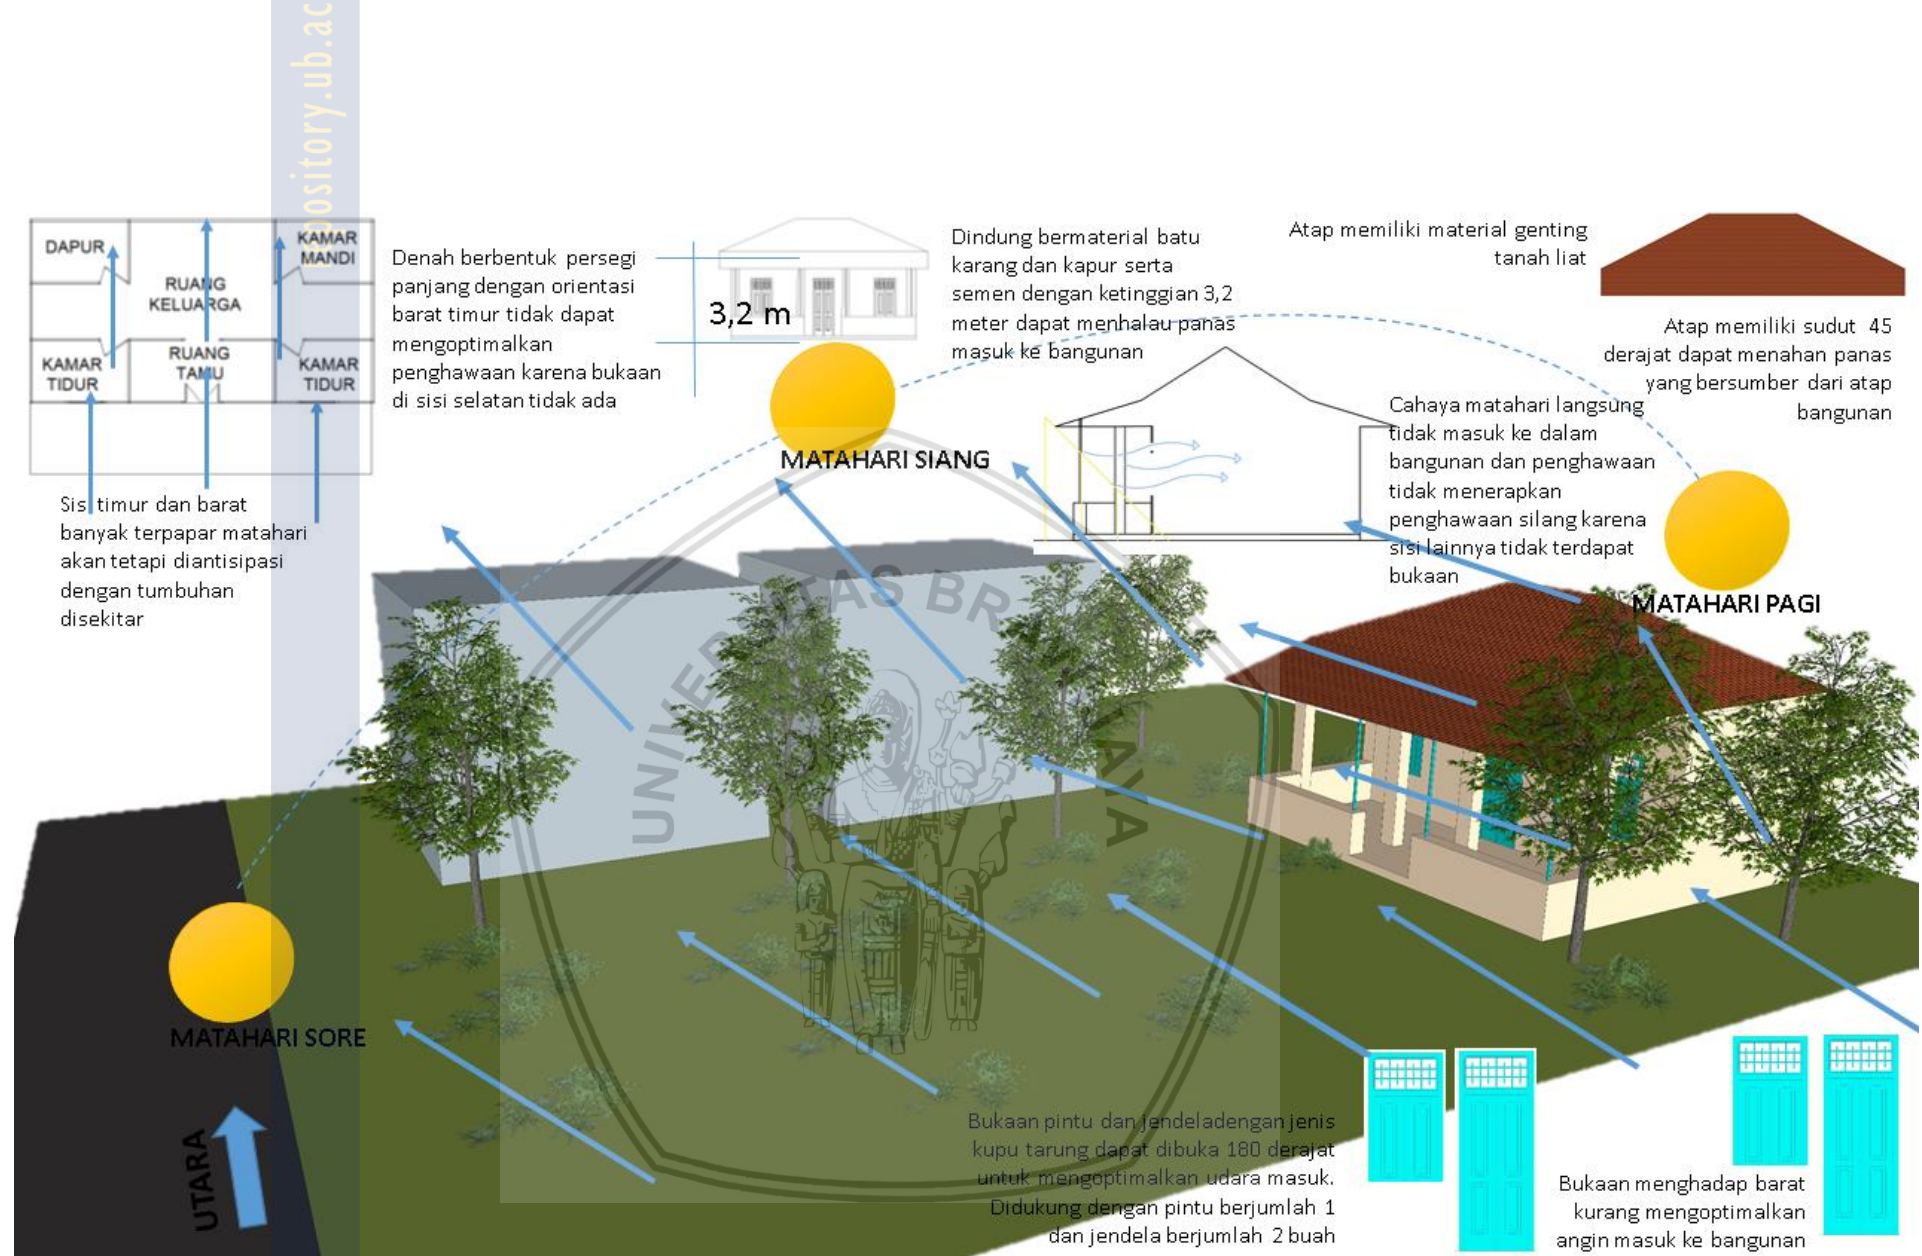 repository.ub.ac
DAPUR
KAMAR
MANDI
RUANG
KELUARGA
RUANG
TAMU
KAMAR
TIDUR
KAMAR
TIDUR
Denah berbentuk persegi
panjang dengan orientasi
barat timur tidak dapat
mengoptimalkan
penghawaan karena bukaan
di sisi selatan tidak ada
3,2 m
Dindung bermaterial batu
karang dan kapur serta
semen dengan ketinggian 3,2
meter dapat menhalau panas
masuk ke bangunan
Atap memiliki material genting
tanah liat
Atap memiliki sudut 45
derajat dapat menahan panas
yang bersumber dari atap
bangunan
Cahaya matahari langsung
tidak masuk ke dalam
bangunan dan penghawaan
tidak menerapkan
penghawaan silang karena
sisi lainnya tidak terdapat
bukaan
MATAHARI SIANG
Sisi timur dan barat
banyak terpapar matahari
akan tetapi diantisipasi
dengan tumbuhan
disekitar
MATAHARI PAGI
MATAHARI SORE
UTARA
Bukaan pintu dan jendeladengan jenis
kupu tarung dapat dibuka 180 derajat
untuk mengoptimalkan udara masuk.
Didukung dengan pintu berjumlah 1
dan jendela berjumlah 2 buah
Bukaan menghadap barat
kurang mengoptimalkan
angin masuk ke bangunan